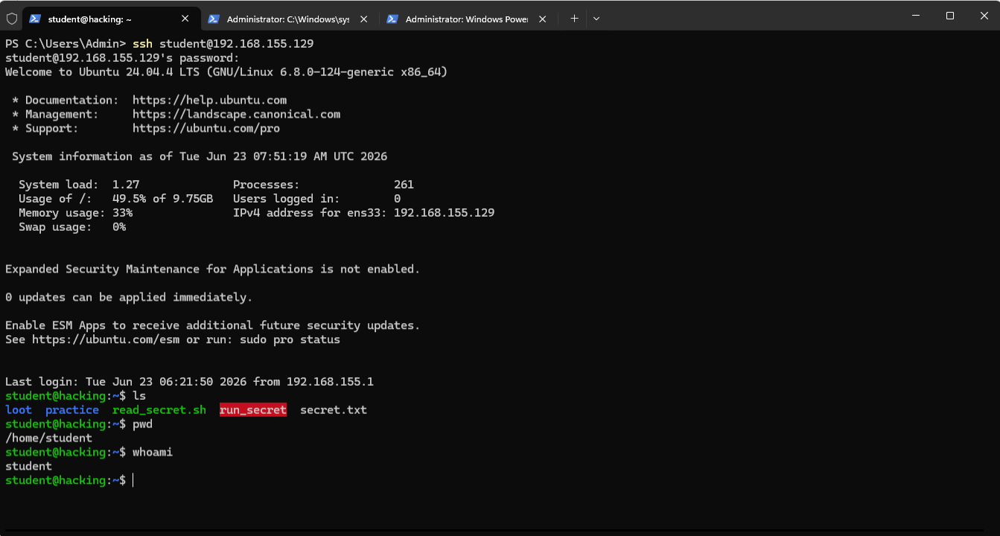 student@hacking: ~
Administrator: C:\Windows\sys
Administrator: Windows Power
PS C:\Users\Admin> ssh student@192.168.155.129
student@192.168.155.129's password:
Welcome to Ubuntu 24.04.4 LTS (GNU/Linux 6.8.0-124-generic x86_64)
* Documentation:  https://help.ubuntu.com
* Management:     https://landscape.canonical.com
* Support:        https://ubuntu.com/pro
System information as of Tue Jun 23 07:51:19 AM UTC 2026
System load:  1.27              Processes:              261
Usage of /:   49.5% of 9.75GB   Users logged in:        0
Memory usage: 33%               IPv4 address for ens33: 192.168.155.129
Swap usage:   0%
Expanded Security Maintenance for Applications is not enabled.
0 updates can be applied immediately.
Enable ESM Apps to receive additional future security updates.
See https://ubuntu.com/esm or run: sudo pro status
Last login: Tue Jun 23 06:21:50 2026 from 192.168.155.1
student@hacking:~$ ls
loot  practice  read_secret.sh  run_secret  secret.txt
student@hacking:~$ pwd
/home/student
student@hacking:~$ whoami
student
student@hacking:~$